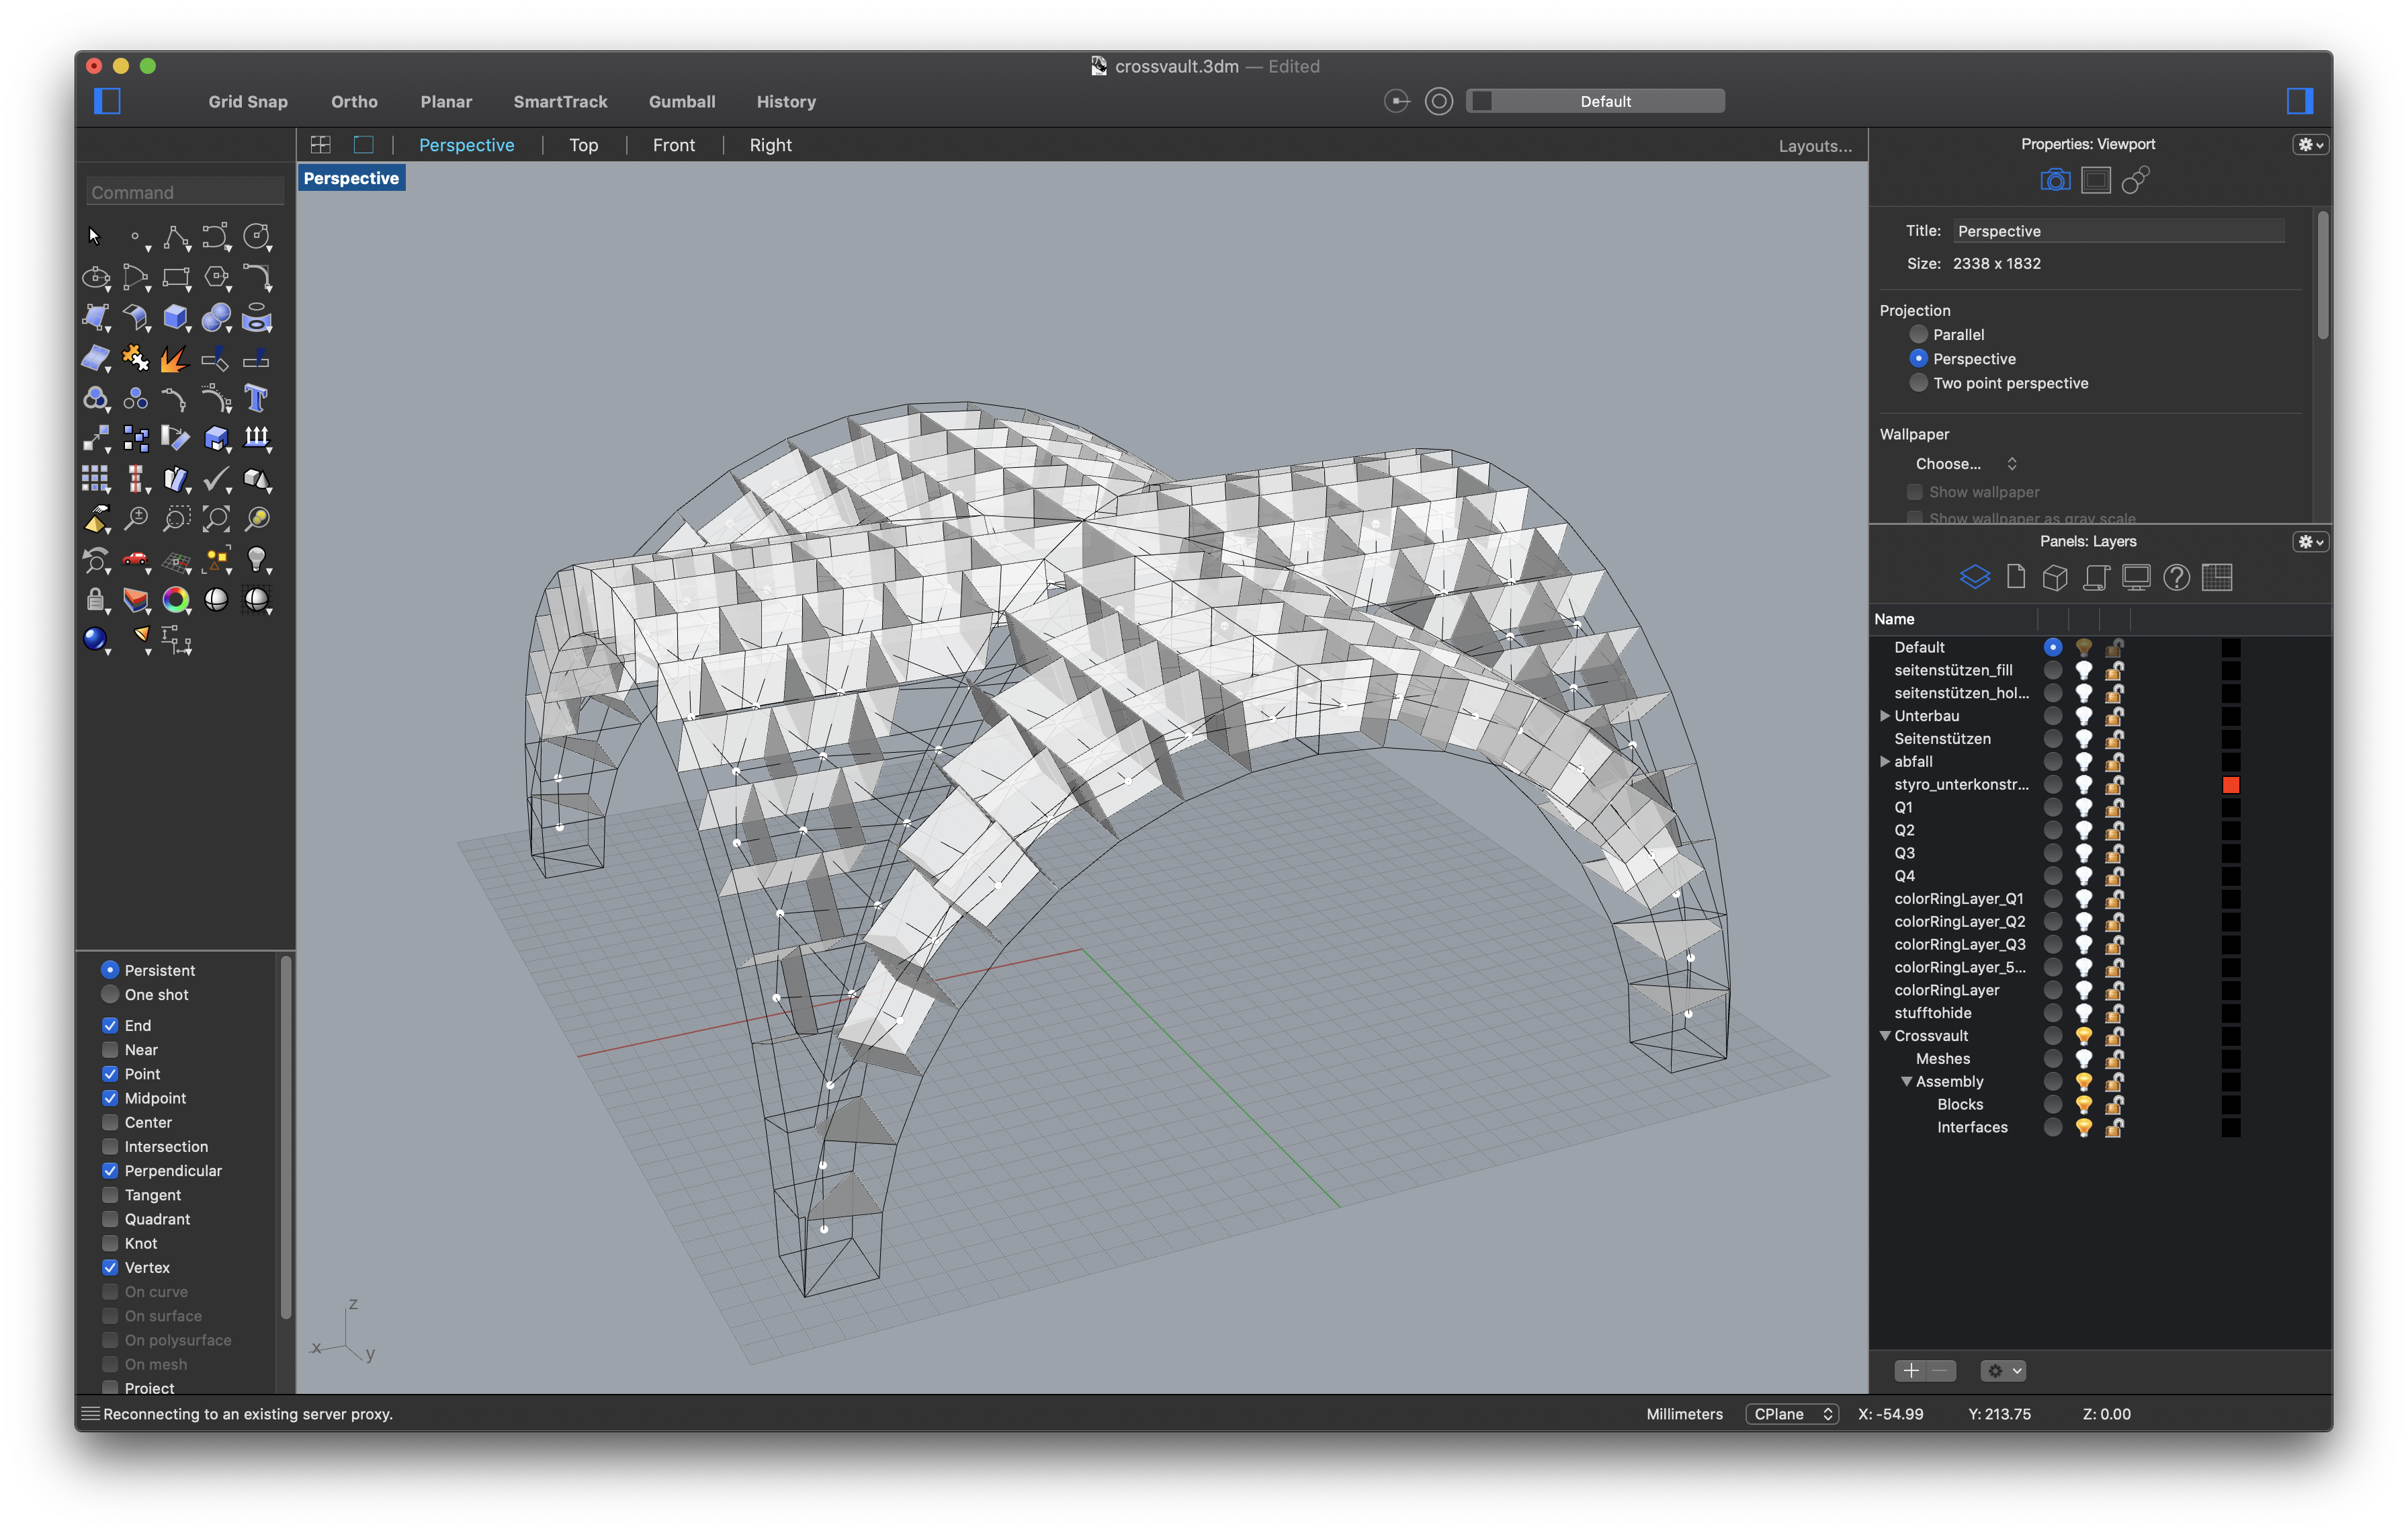 crossvault.3dm — Edited
Grid Snap Ortho Planar SmartTrack Gumball History Default
Perspective Top Front Right Layouts...
Perspective
Command
Persistent
One shot
End
Near
Point
Midpoint
Center
Intersection
Perpendicular
Tangent
Quadrant
Knot
Vertex
On curve
On surface
On polysurface
On mesh
Project
z
x
y
Properties: Viewport
Title: Perspective
Size: 2338 x 1832
Projection
Parallel
Perspective
Two point perspective
Wallpaper
Choose...
Show wallpaper
Show wallpaper as gray scale
Panels: Layers
Name
Default
seitenstützen_fill
seitenstützen_hol...
Unterbau
Seitenstützen
abfall
styro_unterkonstr...
Q1
Q2
Q3
Q4
colorRingLayer_Q1
colorRingLayer_Q2
colorRingLayer_Q3
colorRingLayer_5...
colorRingLayer
stufftohide
Crossvault
Meshes
Assembly
Blocks
Interfaces
Reconnecting to an existing server proxy.
Millimeters CPlane X: -54.99 Y: 213.75 Z: 0.00